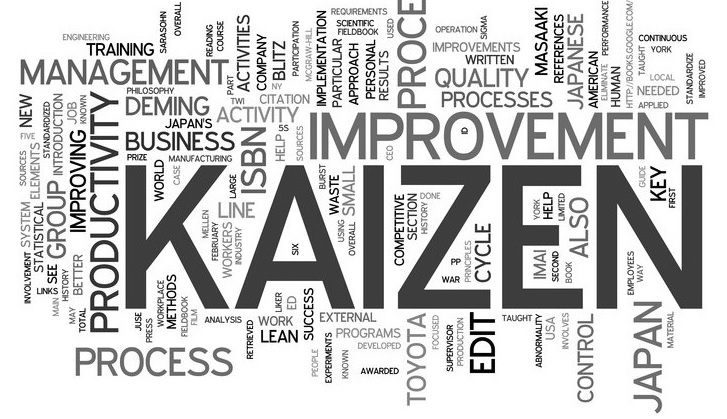 ENGINEERING
TRAINING
SARASOHN
OVERALL
READING
COURSE
ACTIVITIES
COMPANY
BLITZ
NY
PARTICIPATION
MCGRAW-HILL
IMPLEMENTATION
PARTICULAR
REQUIREMENTS
SCIENTIFIC
FIELDBOOK
APPROACH
PERSONAL
RESULTS
USED
PROCE
OPERATION
SIGMA
IMPROVEMENTS
WRITTEN
QUALITY
PROCESSES
MASAAKI
REFERENCES
JAPANESE
AMERICAN
ELIMINATE
PERFORMANCE
HUMAN
HTTP://BOOKS.GOOGLE.COM/
CONTINUOUS
TAUGHT
YORK
LOCAL
NEEDED
APPLIED
STANDARDIZE
IMPROVED
MANAGEMENT
PART
PHILOSOPHY
DEMING
TWI
CITATION
ACTIVITY
JAPAN'S
BUSINESS
PRIZE
MANUFACTURING
ISBN
HELP
5S
SOURCES
IMPROVEMENT
ID
CEO
NEW
FIVE
STANDARDIZED
INTRODUCTION
JOB
KNOWN
SOURCES
ELEMENTS
SYSTEM
INVOLVEMENT
STATISTICAL
GROUP
IMPROVING
PRODUCTIVITY
LINKS
SEE
MAIN
HISTORY
BETTER
MAY
TOTAL
KAIZEN
WORLD
CASE
LARGE
LINE
MELLEN
FEBRUARY
WORKERS
INDUSTRY
SIX
BURST
WASTE
SMALL
USING
OVERALL
COMPETITIVE
SECTION
HISTORY
DONE
PP
WAR
PRINCIPLES
CYCLE
YORK
HELP
LIMITED
ALSO
IMAI
SECOND
BOOK
GUIDE
KEY
FIRST
EMPLOYEES
WAY
JUSE
PRESS
WORKPLACE
METHODS
FIELDBOOK
FILM
ANALYSIS
RETRIEVED
WORK
LEAN
LIKER
ED
SUCCESS
EXTERNAL
PROGRAMS
DEVELOPED
PEOPLE
EXPERIMENTS
KNOWN
AWARDED
PROCESS
TOYOTA
FOCUSED
SUPERVISOR
PRODUCTION
EDIT
TAUGHT
ABNORMALITY
USA
INVOLVES
CONTROL
JAPAN
MATERIAL